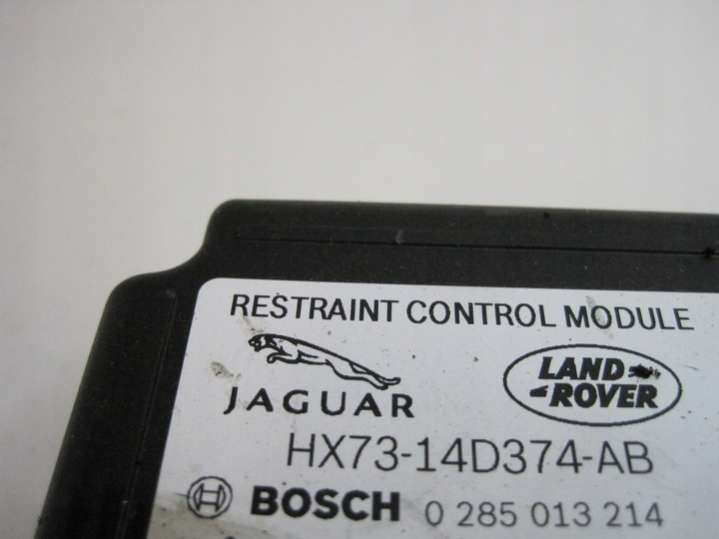 RESTRAINT CONTROL MODULE
JAGUAR
LAND
ROVER
HX73-14D374-AB
BOSCH 0 285 013 214